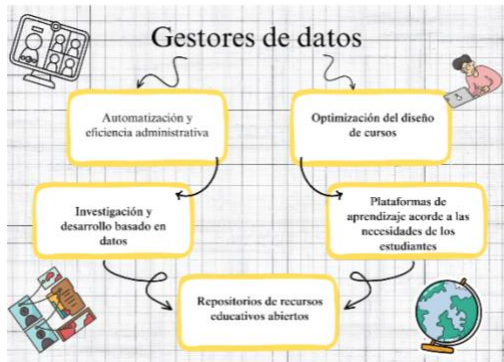 Gestores de datos
Automatización y
eficiencia administrativa
Optimización del diseño
de cursos
Investigación y
desarrollo basado en
datos
Plataformas de
aprendizaje acorde a las
necesidades de los
estudiantes
Repositorios de recursos
educativos abiertos